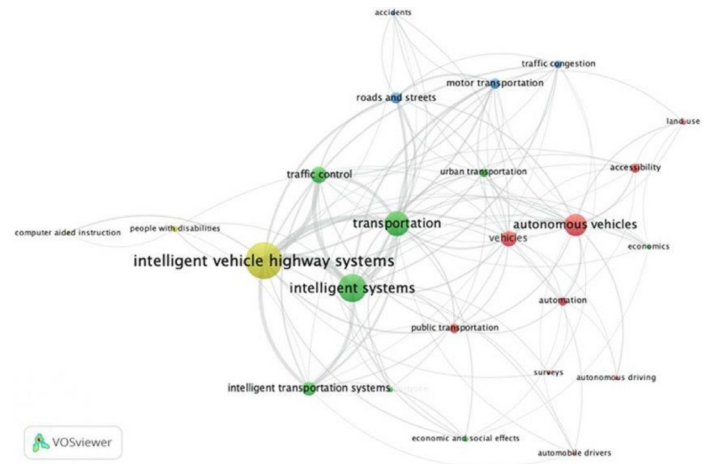 accidents
traffic congestion
motor transportation
roads and streets
land use
accessibility
urban transportation
traffic control
transportation
autonomous vehicles
people with disabilities
computer aided instruction
vehicles
economics
intelligent vehicle highway systems
intelligent systems
automation
public transportation
surveys
autonomous driving
intelligent transportation systems
economic and social effects
VOSviewer
automobile drivers